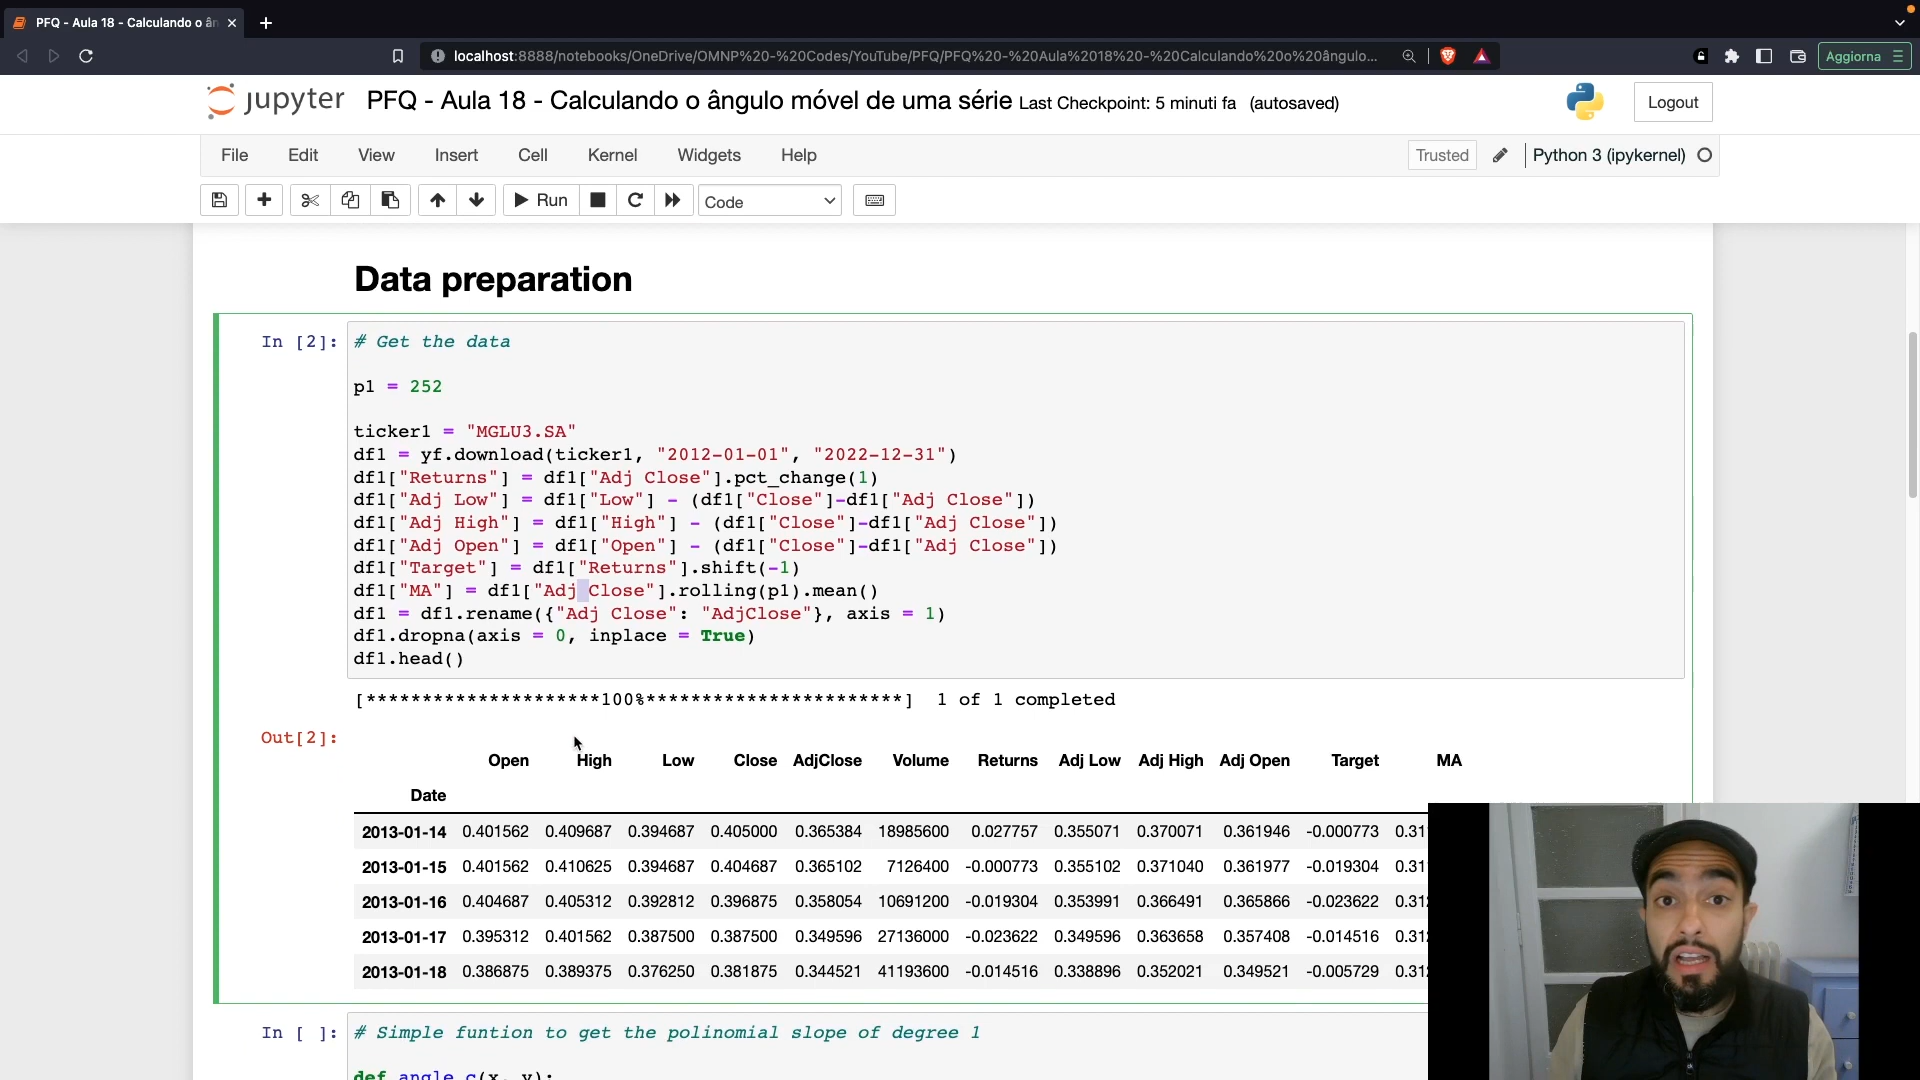 PFQ - Aula 18 - Calculando o ân
localhost:8888/notebooks/OneDrive/OMNP%20-%20Codes/YouTube/PFQ/PFQ%20-%20Aula%2018%20-%20Calculando%20o%20ângulo...
Aggiorna
jupyter PFQ - Aula 18 - Calculando o ângulo móvel de uma série Last Checkpoint: 5 minuti fa (autosaved)
Logout
File Edit View Insert Cell Kernel Widgets Help
Trusted Python 3 (ipykernel)
Run Code
Data preparation
In [2]: # Get the data
p1 = 252
ticker1 = "MGLU3.SA"
df1 = yf.download(ticker1, "2012-01-01", "2022-12-31")
df1["Returns"] = df1["Adj Close"].pct_change(1)
df1["Adj Low"] = df1["Low"] - (df1["Close"]-df1["Adj Close"])
df1["Adj High"] = df1["High"] - (df1["Close"]-df1["Adj Close"])
df1["Adj Open"] = df1["Open"] - (df1["Close"]-df1["Adj Close"])
df1["Target"] = df1["Returns"].shift(-1)
df1["MA"] = df1["Adj Close"].rolling(p1).mean()
df1 = df1.rename({"Adj Close": "AdjClose"}, axis = 1)
df1.dropna(axis = 0, inplace = True)
df1.head()
[*********************100%***********************] 1 of 1 completed
Out[2]:
Open High Low Close AdjClose Volume Returns Adj Low Adj High Adj Open Target MA
Date
2013-01-14 0.401562 0.409687 0.394687 0.405000 0.365384 18985600 0.027757 0.355071 0.370071 0.361946 -0.000773 0.31
2013-01-15 0.401562 0.410625 0.394687 0.404687 0.365102 7126400 -0.000773 0.355102 0.371040 0.361977 -0.019304 0.31
2013-01-16 0.404687 0.405312 0.392812 0.396875 0.358054 10691200 -0.019304 0.353991 0.366491 0.365866 -0.023622 0.31
2013-01-17 0.395312 0.401562 0.387500 0.387500 0.349596 27136000 -0.023622 0.349596 0.363658 0.357408 -0.014516 0.31
2013-01-18 0.386875 0.389375 0.376250 0.381875 0.344521 41193600 -0.014516 0.338896 0.352021 0.349521 -0.005729 0.31
In [ ]: # Simple funtion to get the polinomial slope of degree 1
def angle_c(x, y):